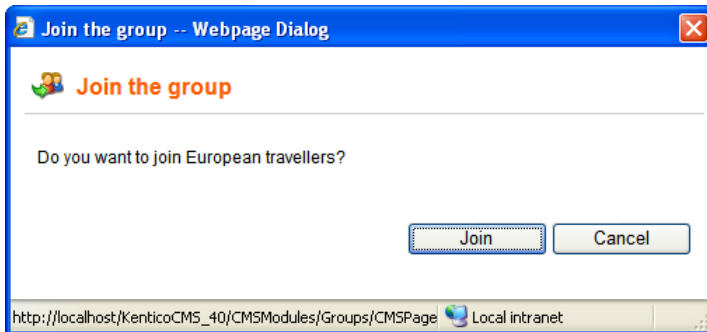 Join the group -- Webpage Dialog
Join the group
Do you want to join European travellers?
Join Cancel
http://localhost/KenticoCMS_40/CMSModules/Groups/CMSPage Local intranet